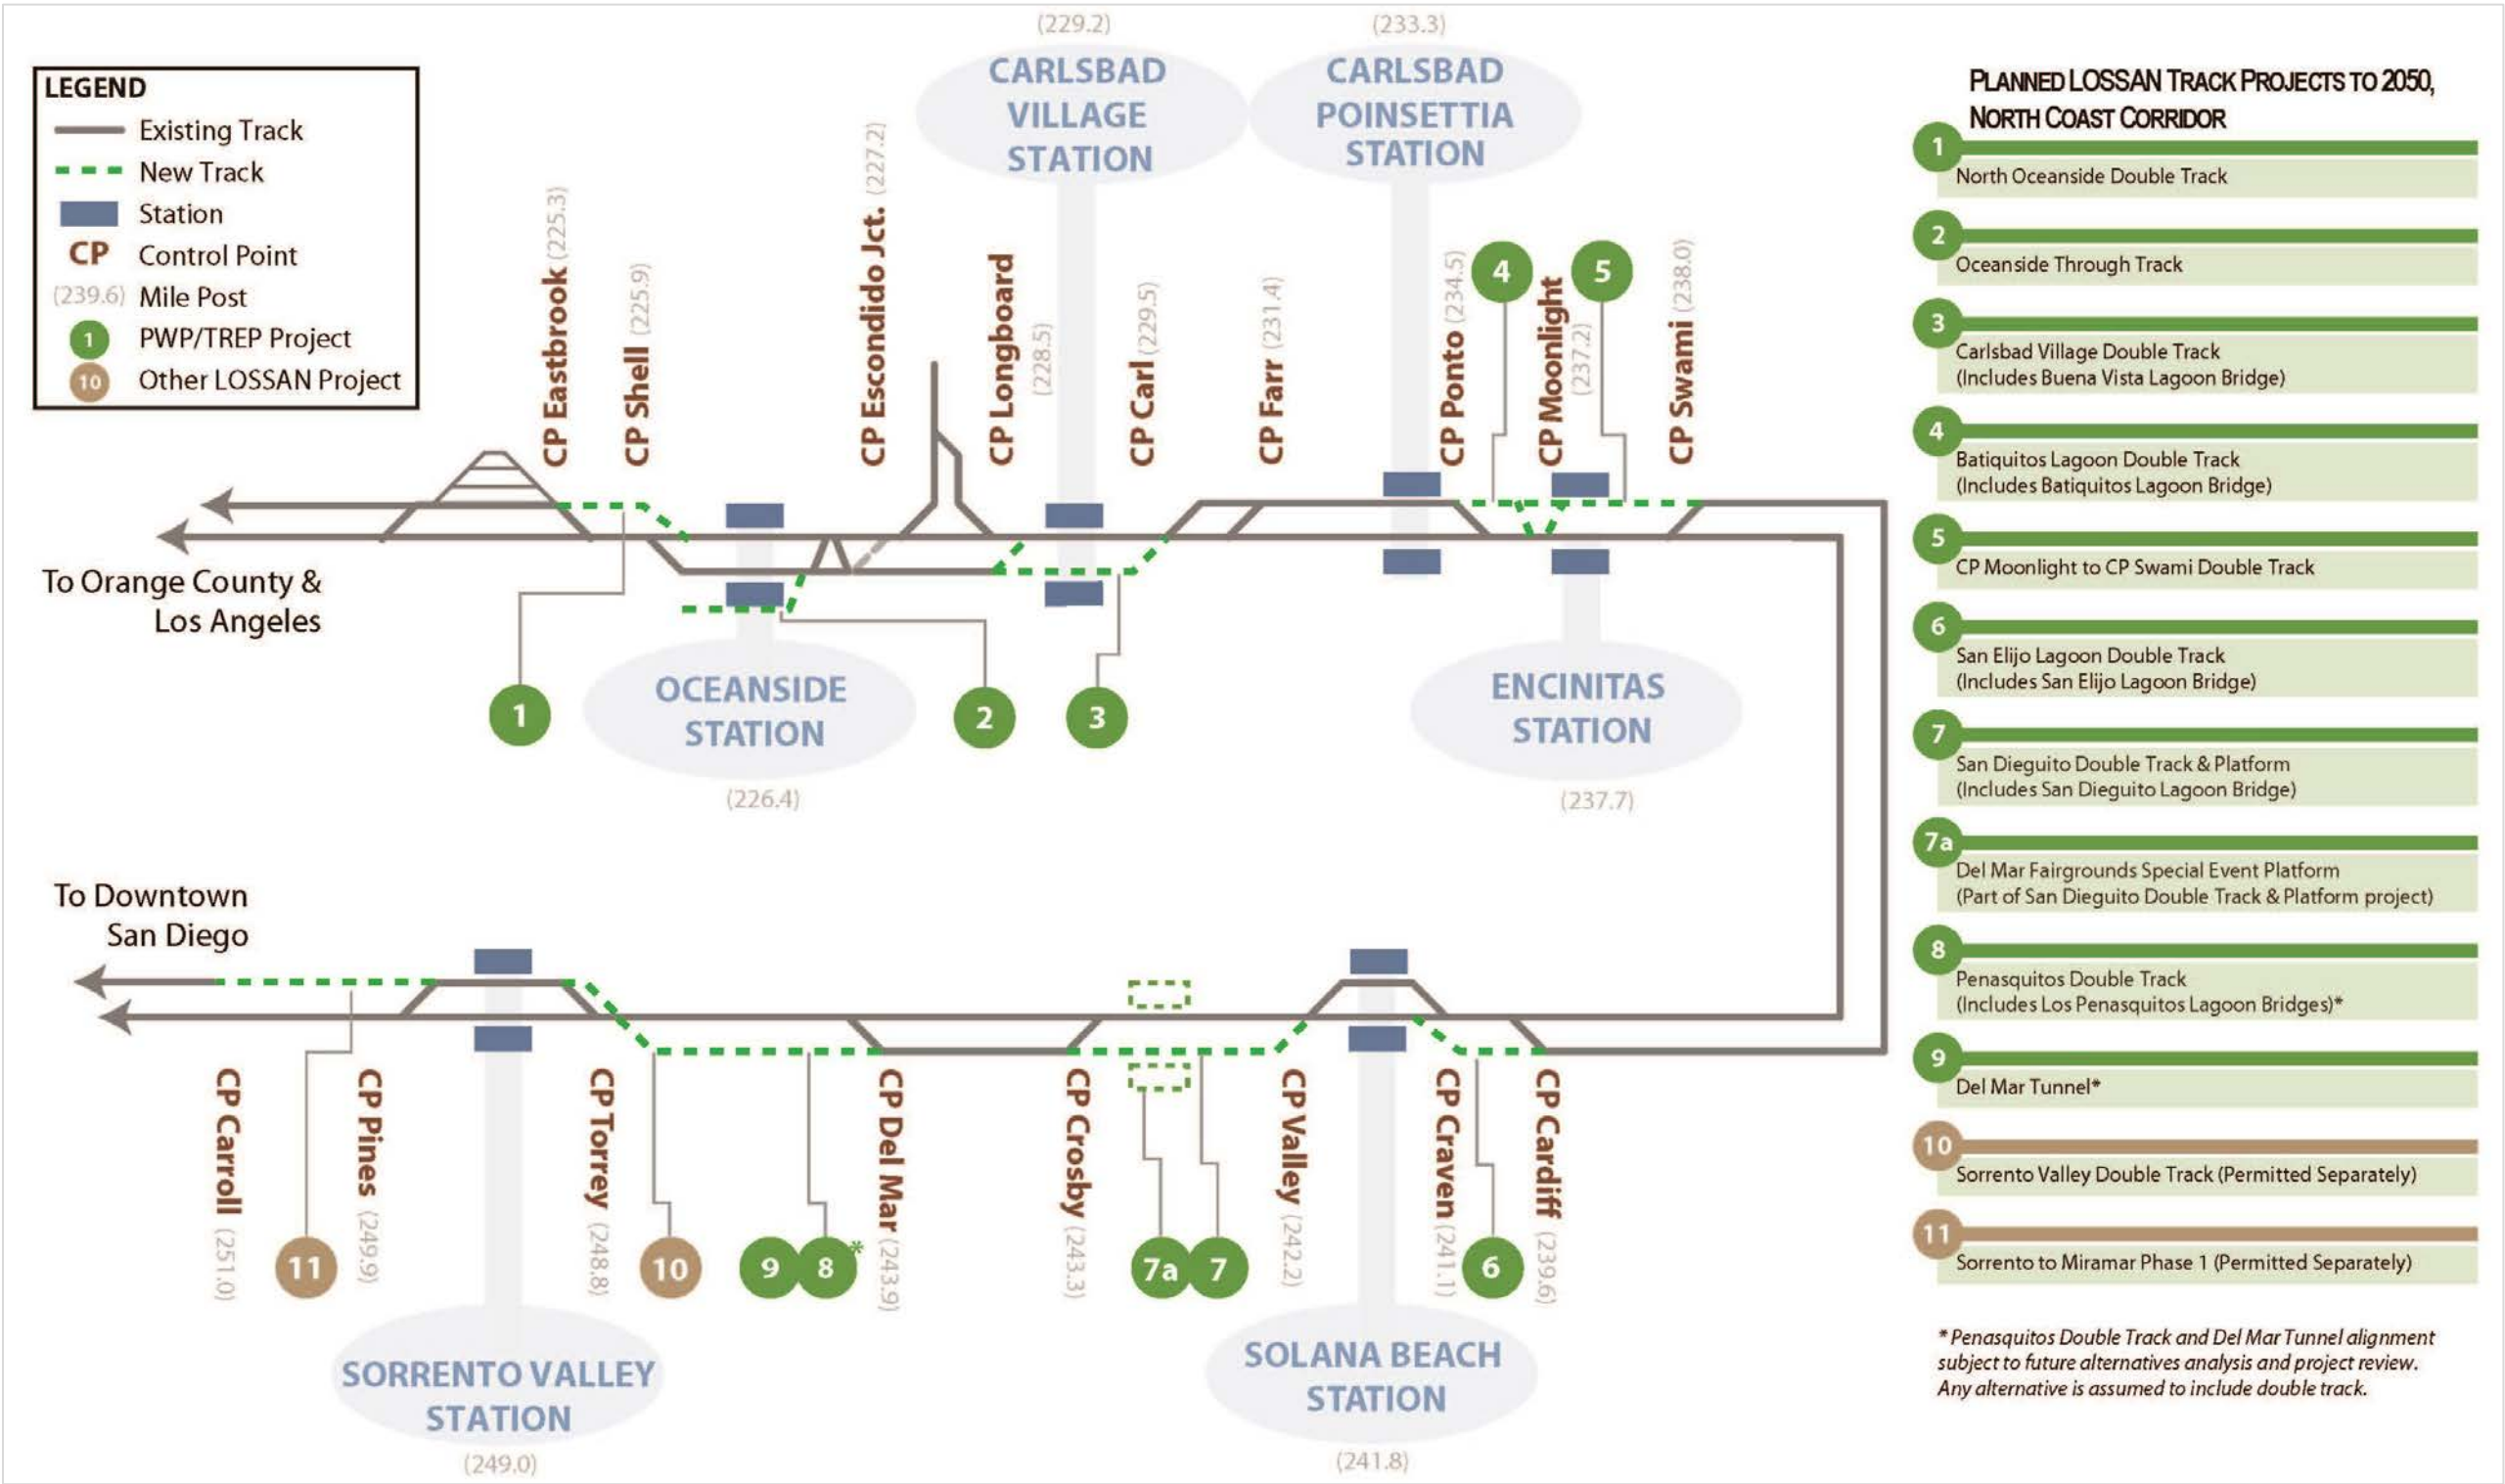 LEGEND
Existing Track
New Track
Station
CP Control Point
(239.6) Mile Post
1 PWP/TREP Project
10 Other LOSSAN Project
(229.2)
CARLSBAD
VILLAGE
STATION
(233.3)
CARLSBAD
POINSETTIA
STATION
CP Eastbrook (225.3)
CP Shell (225.9)
CP Escondido Jct. (227.2)
CP Longboard
(228.5)
CP Carl (229.5)
CP Farr (231.4)
CP Ponto (234.5)
4
CP Moonlight
(237.2)
5
CP Swami (238.0)
To Orange County &
Los Angeles
1
OCEANSIDE
STATION
(226.4)
2
3
ENCINITAS
STATION
(237.7)
To Downtown
San Diego
CP Carroll (251.0)
11
CP Pines (249.9)
CP Torrey (248.8)
10
9
8
*
CP Del Mar (243.9)
CP Crosby (243.3)
7a
7
CP Valley (242.2)
CP Craven (241.1)
6
CP Cardiff (239.6)
SORRENTO VALLEY
STATION
(249.0)
SOLANA BEACH
STATION
(241.8)
PLANNED LOSSAN TRACK PROJECTS TO 2050,
NORTH COAST CORRIDOR
1
North Oceanside Double Track
2
Oceanside Through Track
3
Carlsbad Village Double Track
(Includes Buena Vista Lagoon Bridge)
4
Batiquitos Lagoon Double Track
(Includes Batiquitos Lagoon Bridge)
5
CP Moonlight to CP Swami Double Track
6
San Elijo Lagoon Double Track
(Includes San Elijo Lagoon Bridge)
7
San Dieguito Double Track & Platform
(Includes San Dieguito Lagoon Bridge)
7a
Del Mar Fairgrounds Special Event Platform
(Part of San Dieguito Double Track & Platform project)
8
Penasquitos Double Track
(Includes Los Penasquitos Lagoon Bridges)*
9
Del Mar Tunnel*
10
Sorrento Valley Double Track (Permitted Separately)
11
Sorrento to Miramar Phase 1 (Permitted Separately)
* Penasquitos Double Track and Del Mar Tunnel alignment
subject to future alternatives analysis and project review.
Any alternative is assumed to include double track.